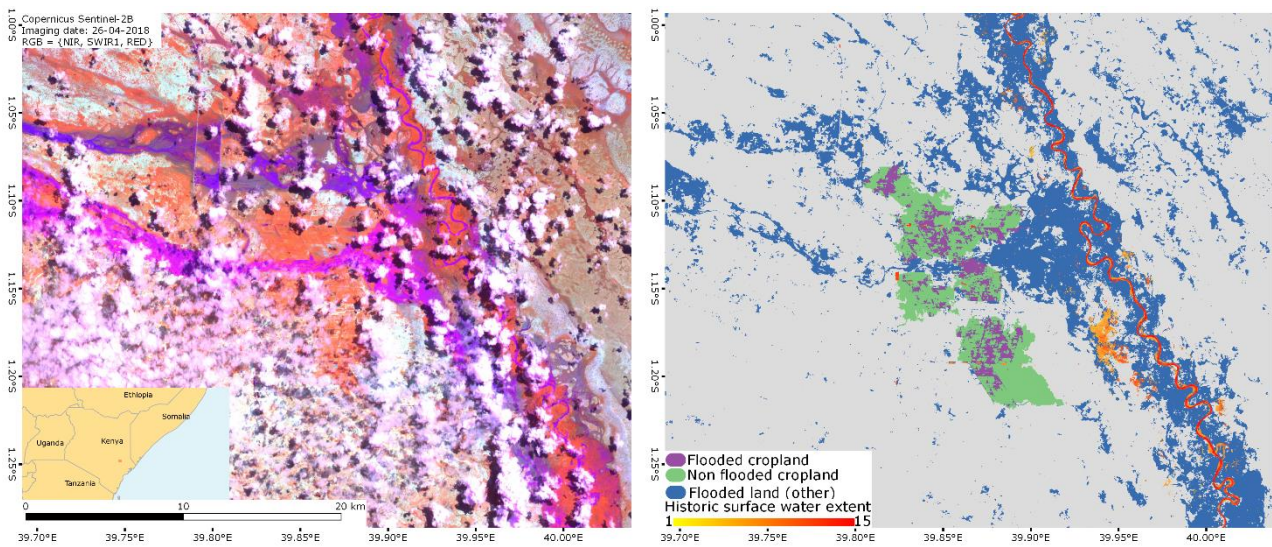 Copernicus Sentinel-2B
Imaging date: 26-04-2018
RGB = {NIR, SWIR1, RED}
1.00°S
1.05°S
1.10°S
1.15°S
1.20°S
1.25°S
Ethiopia
Somalia
Uganda
Kenya
Tanzania
0 10 20 km
39.70°E 39.75°E 39.80°E 39.85°E 39.90°E 39.95°E 40.00°E
1.00°S
1.05°S
1.10°S
1.15°S
1.20°S
1.25°S
Flooded cropland
Non flooded cropland
Flooded land (other)
Historic surface water extent
1 15
39.70°E 39.75°E 39.80°E 39.85°E 39.90°E 39.95°E 40.00°E